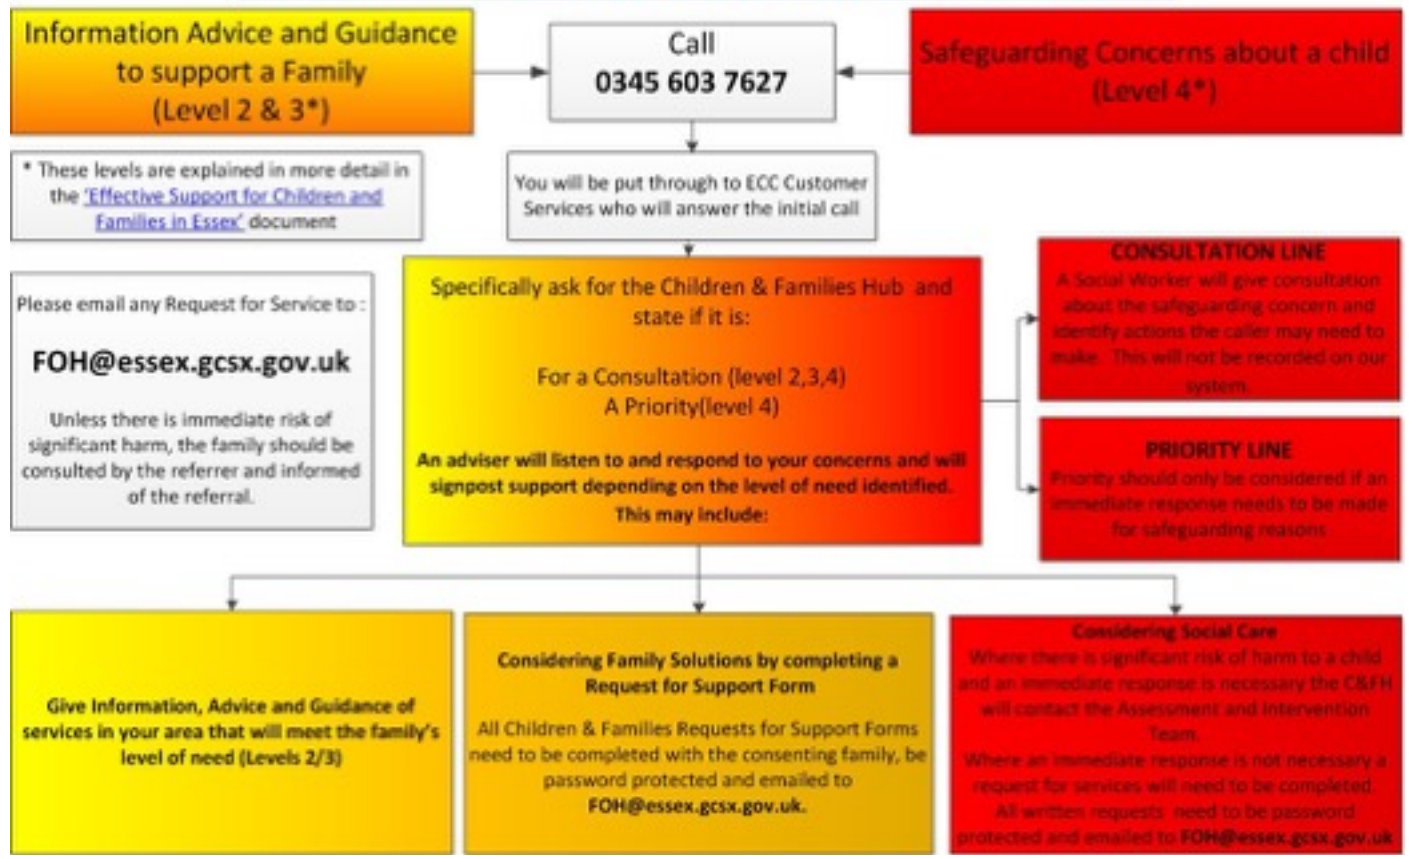 Information Advice and Guidance
to support a Family
(Level 2 & 3*)
Call
0345 603 7627
Safeguarding Concerns about a child
(Level 4*)
* These levels are explained in more detail in
the 'Effective Support for Children and
Families in Essex' document
You will be put through to ECC Customer
Services who will answer the initial call
Please email any Request for Service to :
FOH@essex.gcsx.gov.uk
Unless there is immediate risk of
significant harm, the family should be
consulted by the referrer and informed
of the referral.
Specifically ask for the Children & Families Hub and
state if it is:
For a Consultation (level 2,3,4)
A Priority(level 4)
An adviser will listen to and respond to your concerns and will
signpost support depending on the level of need identified.
This may include:
CONSULTATION LINE
A Social Worker will give consultation
about the safeguarding concern and
identify actions the caller may need to
make. This will not be recorded on our
system.
PRIORITY LINE
Priority should only be considered if an
immediate response needs to be made
for safeguarding reasons
Give Information, Advice and Guidance of
services in your area that will meet the family's
level of need (Levels 2/3)
Considering Family Solutions by completing a
Request for Support Form
All Children & Families Requests for Support Forms
need to be completed with the consenting family, be
password protected and emailed to
FOH@essex.gcsx.gov.uk.
Considering Social Care
Where there is significant risk of harm to a child
and an immediate response is necessary the C&FH
will contact the Assessment and Intervention
Team.
Where an immediate response is not necessary a
request for services will need to be completed.
All written requests need to be password
protected and emailed to FOH@essex.gcsx.gov.uk